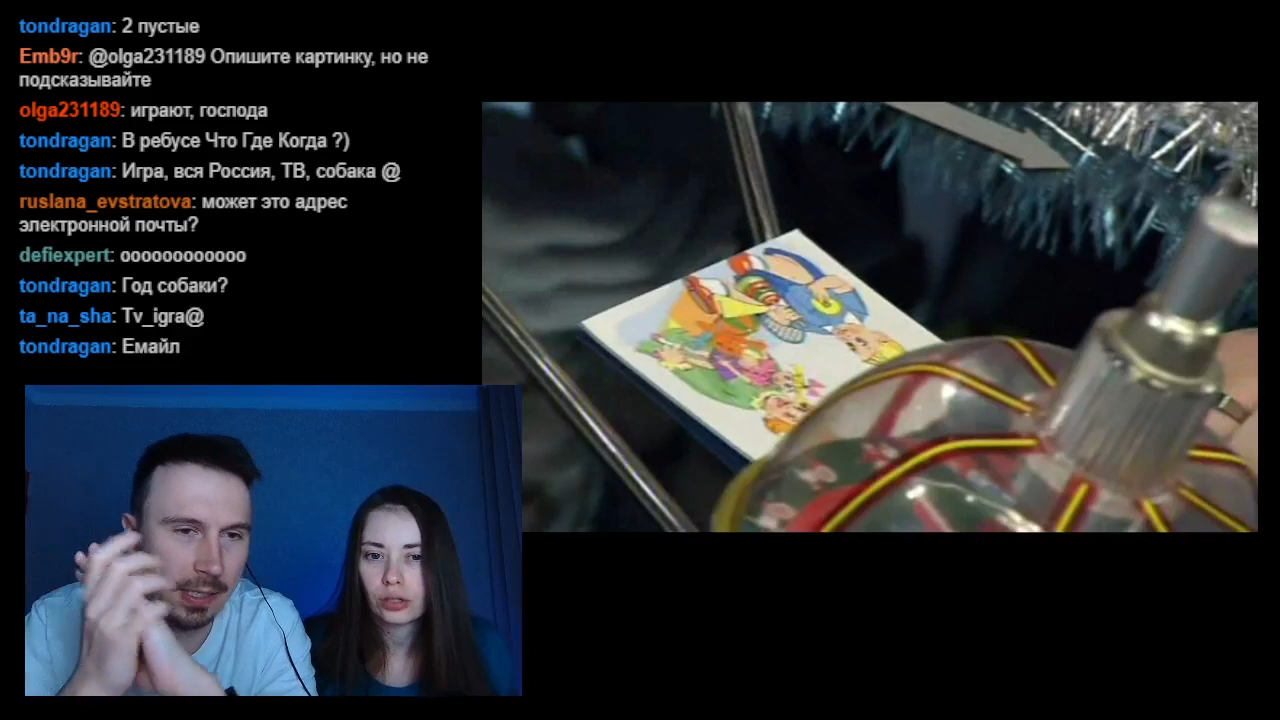 tondragan: 2 пустые
Emb9r: @olga231189 Опишите картинку, но не
подсказывайте
olga231189: играют, господа
tondragan: В ребусе Что Где Когда ?)
tondragan: Игра, вся Россия, ТВ, собака @
ruslana_evstratova: может это адрес
электронной почты?
defiexpert: оооооооооооо
tondragan: Год собаки?
ta_na_sha: Tv_igra@
tondragan: Емайл